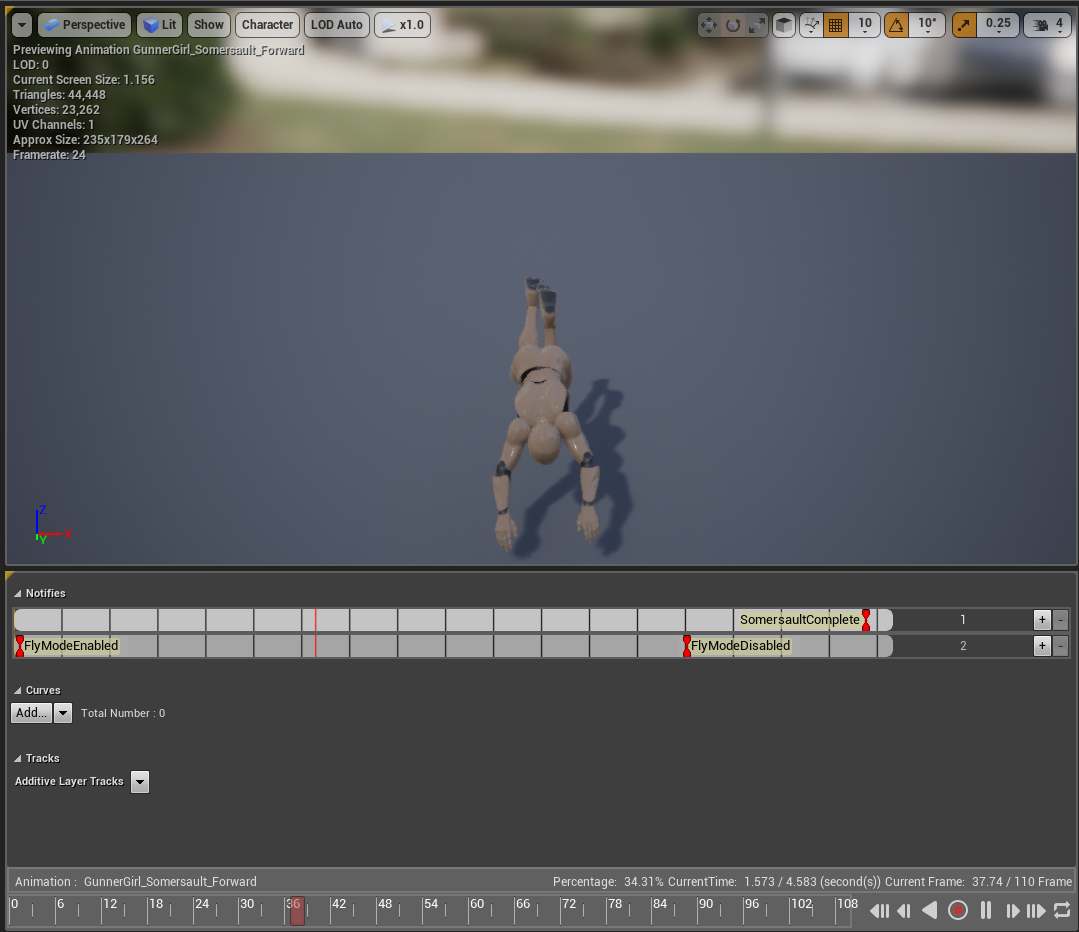 Perspective Lit Show Character LOD Auto x1.0 10 10° 0.25 4
Previewing Animation GunnerGirl_Somersault_Forward
LOD: 0
Current Screen Size: 1.156
Triangles: 44,448
Vertices: 23,262
UV Channels: 1
Approx Size: 235x179x264
Framerate: 24
Z
X
Y
Notifies
SomersaultComplete 1 + -
FlyModeEnabled FlyModeDisabled 2 + -
Curves
Add... Total Number : 0
Tracks
Additive Layer Tracks
Animation : GunnerGirl_Somersault_Forward Percentage: 34.31% CurrentTime: 1.573 / 4.583 (second(s)) Current Frame: 37.74 / 110 Frame
0 6 12 18 24 30 36 42 48 54 60 66 72 78 84 90 96 102 108